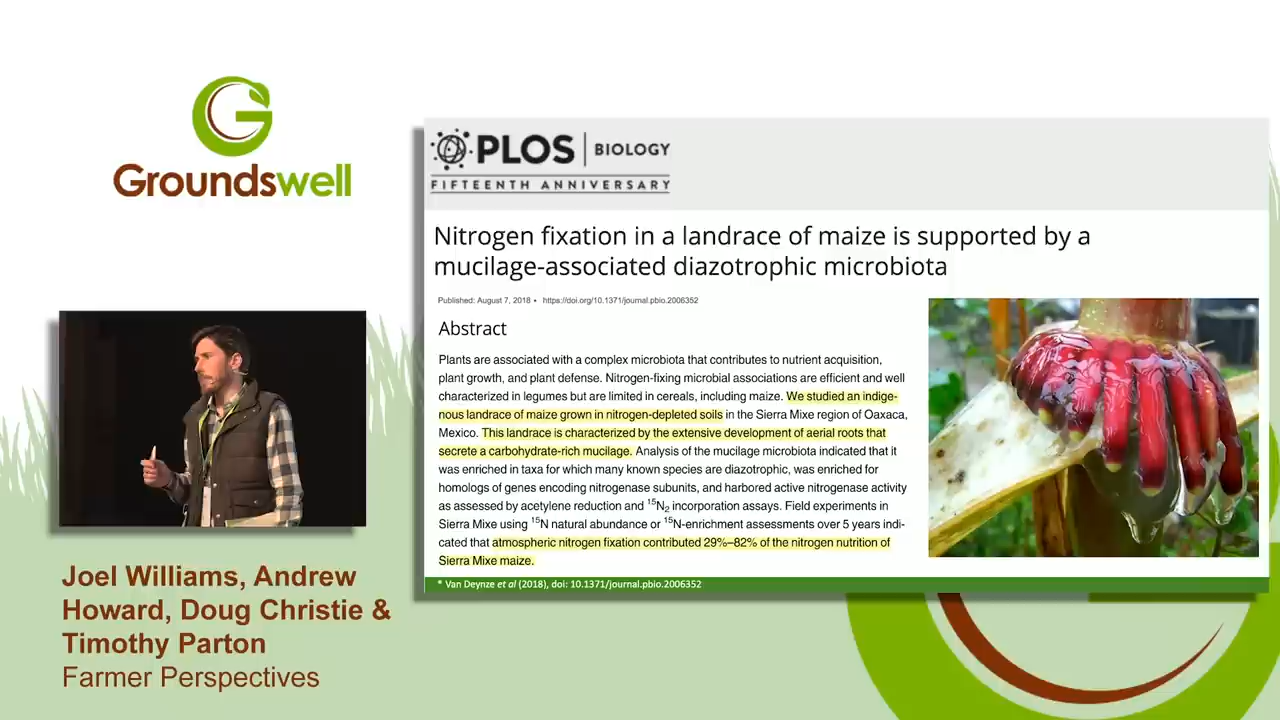 Groundswell
PLOS BIOLOGY
FIFTEENTH ANNIVERSARY
Nitrogen fixation in a landrace of maize is supported by a
mucilage-associated diazotrophic microbiota
Published: August 7, 2018 • https://doi.org/10.1371/journal.pbio.2006352
Abstract
Plants are associated with a complex microbiota that contributes to nutrient acquisition,
plant growth, and plant defense. Nitrogen-fixing microbial associations are efficient and well
characterized in legumes but are limited in cereals, including maize. We studied an indige-
nous landrace of maize grown in nitrogen-depleted soils in the Sierra Mixe region of Oaxaca,
Mexico. This landrace is characterized by the extensive development of aerial roots that
secrete a carbohydrate-rich mucilage. Analysis of the mucilage microbiota indicated that it
was enriched in taxa for which many known species are diazotrophic, was enriched for
homologs of genes encoding nitrogenase subunits, and harbored active nitrogenase activity
as assessed by acetylene reduction and ¹⁵N₂ incorporation assays. Field experiments in
Sierra Mixe using ¹⁵N natural abundance or ¹⁵N-enrichment assessments over 5 years indi-
cated that atmospheric nitrogen fixation contributed 29%–82% of the nitrogen nutrition of
Sierra Mixe maize.
* Van Deynze et al (2018), doi: 10.1371/journal.pbio.2006352
Joel Williams, Andrew
Howard, Doug Christie &
Timothy Parton
Farmer Perspectives